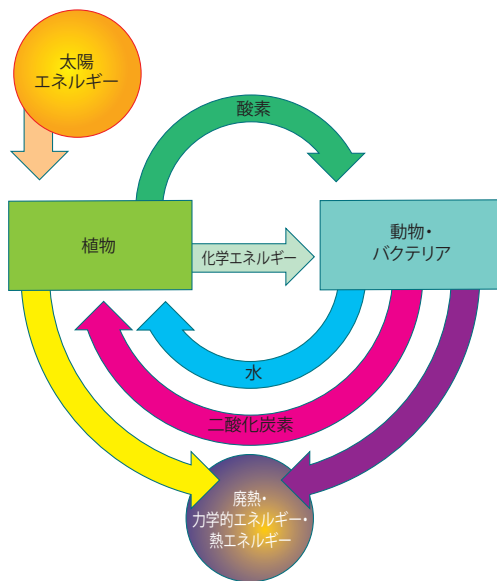 太陽
エネルギー
酸素
植物
化学エネルギー
動物・
バクテリア
水
二酸化炭素
廃熱・
力学的エネルギー・
熱エネルギー